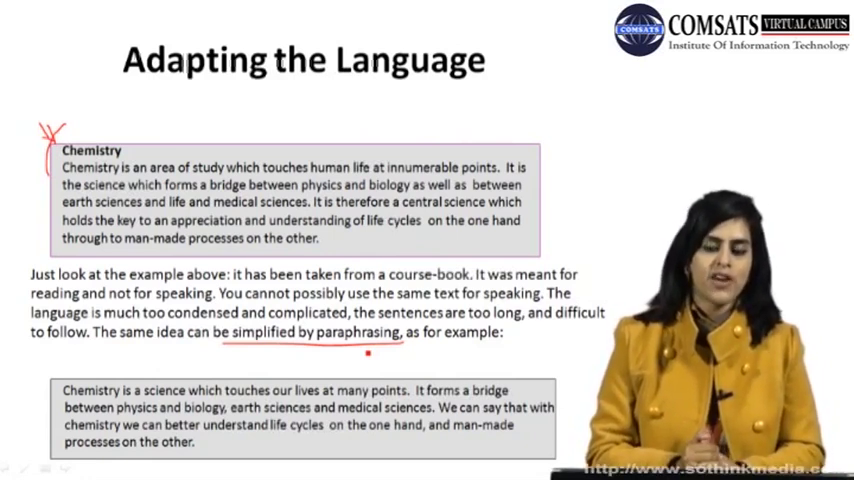 COMSATS VIRTUAL CAMPUS
COMSATS
Institute Of Information Technology
Adapting the Language
Chemistry
Chemistry is an area of study which touches human life at innumerable points. It is
the science which forms a bridge between physics and biology as well as between
earth sciences and life and medical sciences. It is therefore a central science which
holds the key to an appreciation and understanding of life cycles on the one hand
through to man-made processes on the other.
Just look at the example above: it has been taken from a course-book. It was meant for
reading and not for speaking. You cannot possibly use the same text for speaking. The
language is much too condensed and complicated, the sentences are too long, and difficult
to follow. The same idea can be simplified by paraphrasing, as for example:
Chemistry is a science which touches our lives at many points. It forms a bridge
between physics and biology, earth sciences and medical sciences. We can say that with
chemistry we can better understand life cycles on the one hand, and man-made
processes on the other.
http://www.sothinkmedia.com